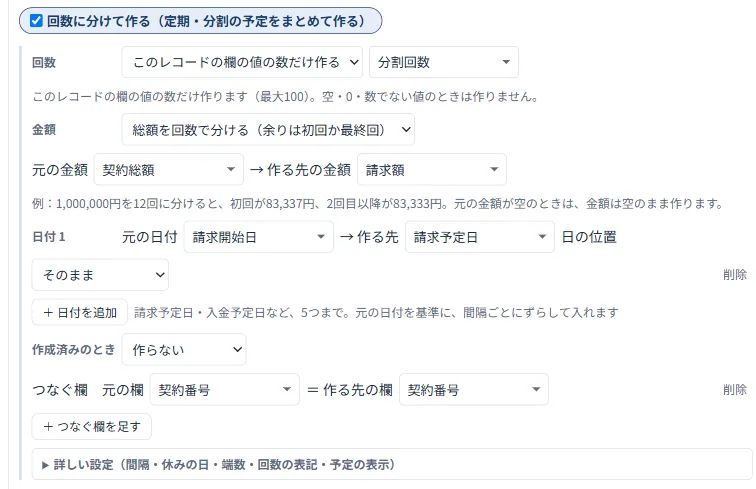 回数に分けて作る（定期・分割の予定をまとめて作る）
回数 このレコードの欄の値の数だけ作る 分割回数
このレコードの欄の値の数だけ作ります（最大100）。空・0・数でない値のときは作りません。
金額 総額を回数で分ける（余りは初回か最終回）
元の金額 契約総額 → 作る先の金額 請求額
例：1,000,000円を12回に分けると、初回が83,337円、2回目以降が83,333円。元の金額が空のときは、金額は空のまま作ります。
日付 1 元の日付 請求開始日 → 作る先 請求予定日 日の位置
そのまま 削除
＋ 日付を追加 請求予定日・入金予定日など、5つまで。元の日付を基準に、間隔ごとにずらして入れます
作成済みのとき 作らない
つなぐ欄 元の欄 契約番号 ＝ 作る先の欄 契約番号 削除
＋ つなぐ欄を足す
▶ 詳しい設定（間隔・休みの日・端数・回数の表記・予定の表示）